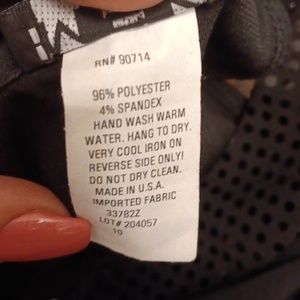 RN# 90714
96% POLYESTER
4% SPANDEX
HAND WASH WARM
WATER. HANG TO DRY.
VERY COOL IRON ON
REVERSE SIDE ONLY!
DO NOT DRY CLEAN.
MADE IN U.S.A.
IMPORTED FABRIC
33782Z
LOT# 204057
10